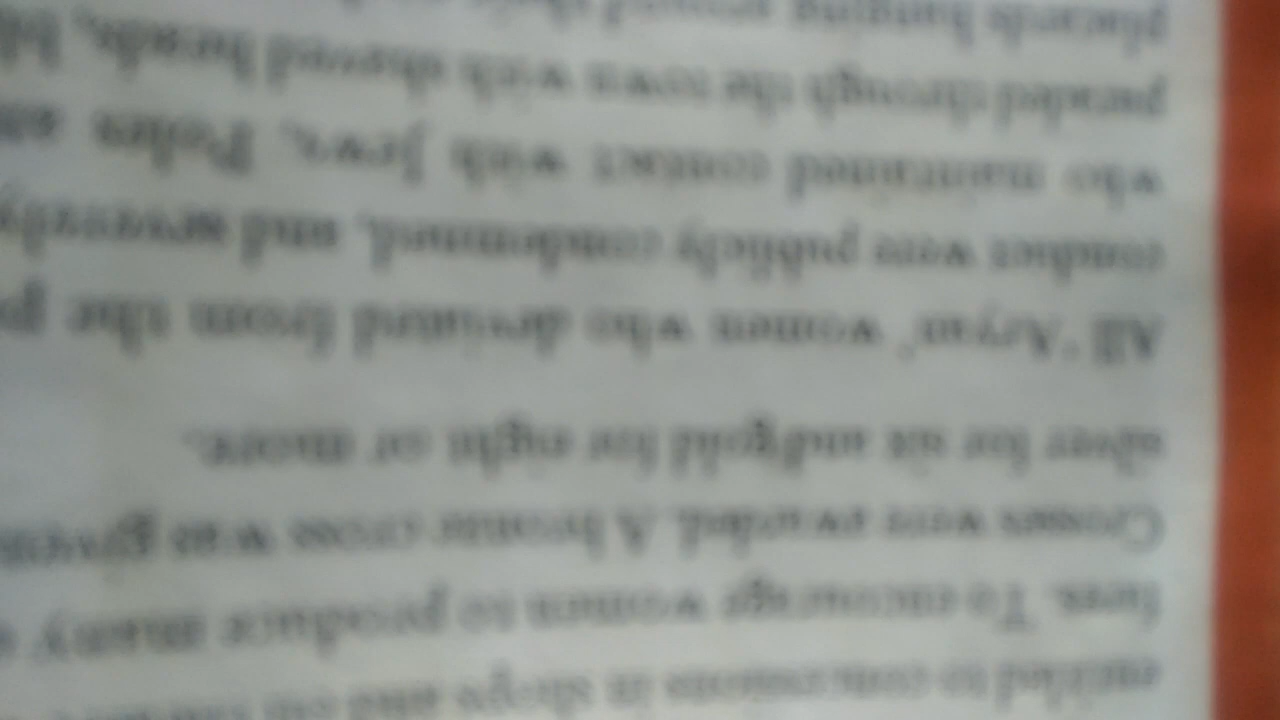 entitled to concessions in shops and on
fares. To encourage women to produce many
Crosses were awarded. A bronze cross was given
silver for six and gold for eight or more.
All 'Aryan' women who deviated from the
conduct were publicly condemned, and severely
who maintained contact with Jews, Poles
paraded through the town with shaved heads,
placards hanging around their